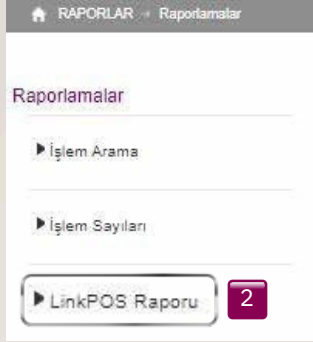 RAPORLAR → Raporlamalar
Raporlamalar
İşlem Arama
İşlem Sayıları
LinkPOS Raporu 2